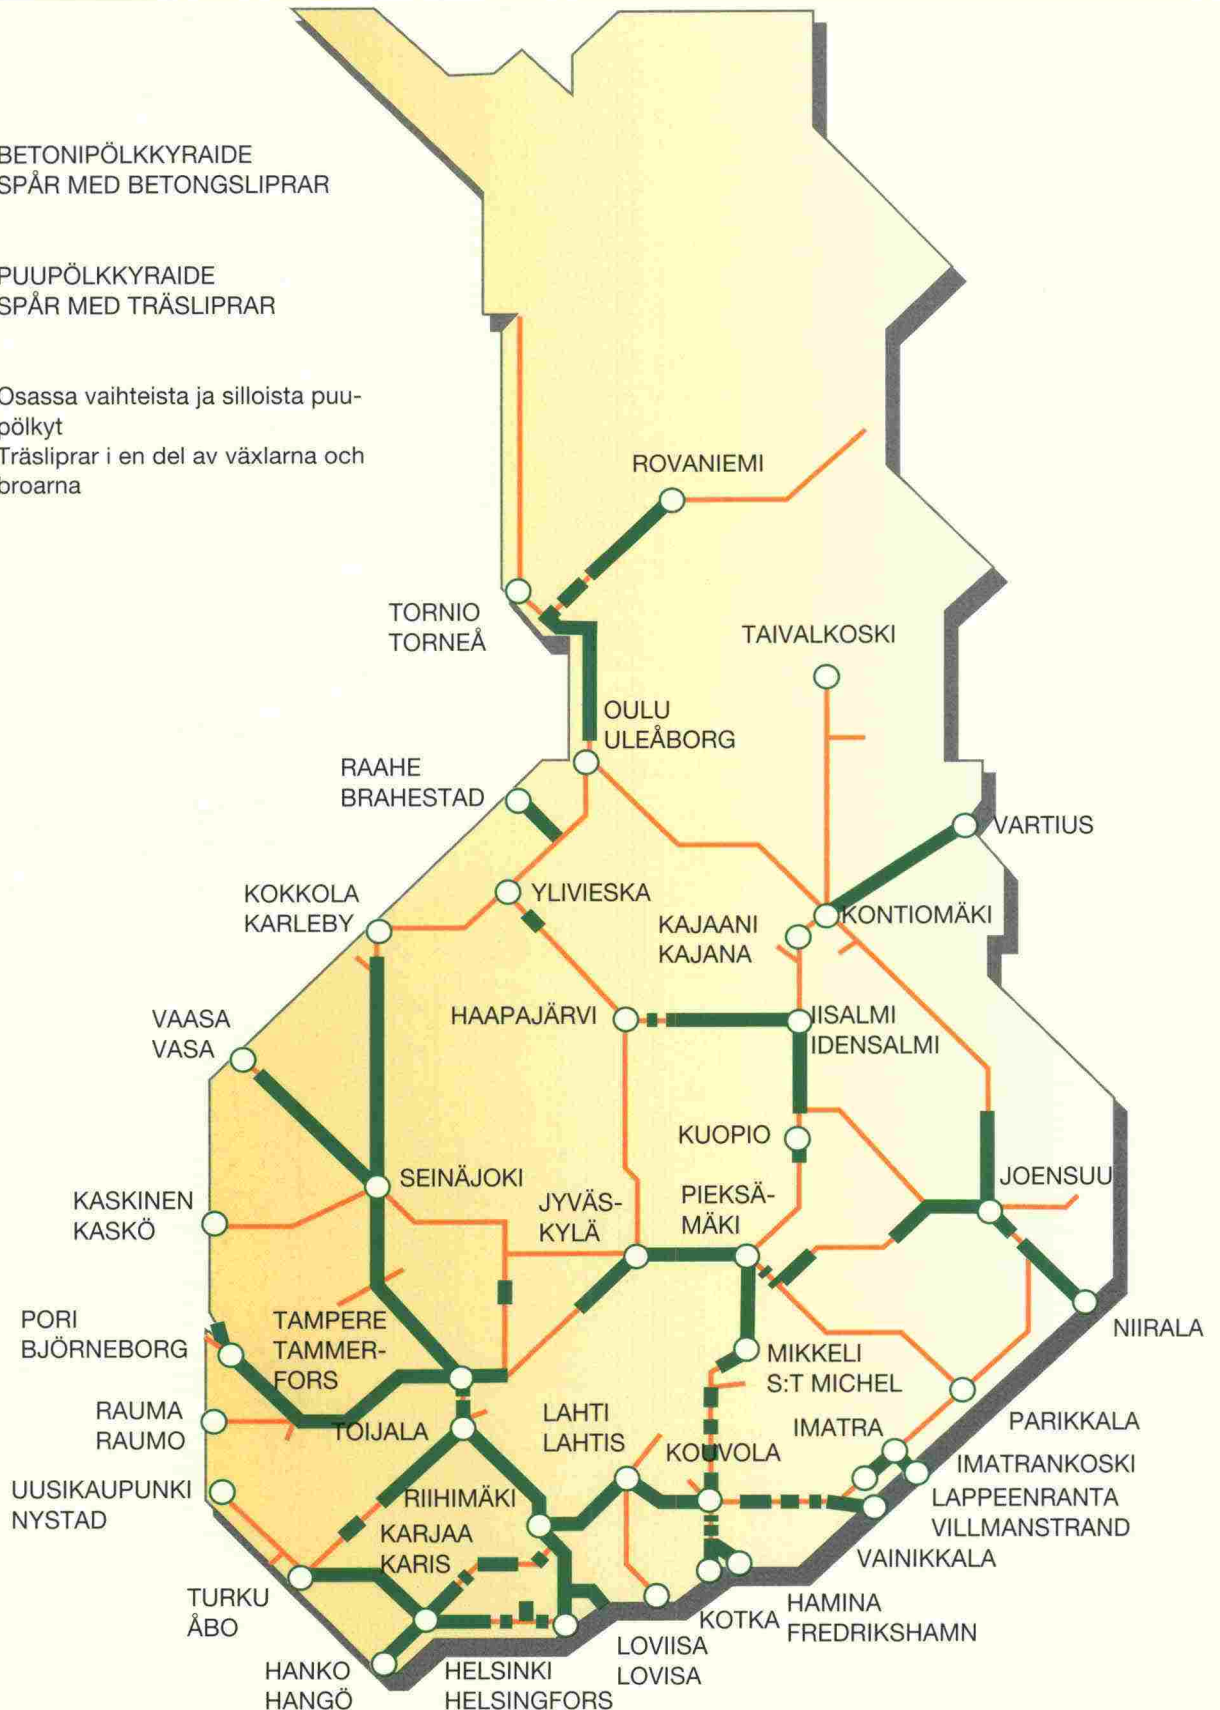 BETONIPÖLKKYRAIDE
SPÅR MED BETONGSLIPRAR
PUUPÖLKKYRAIDE
SPÅR MED TRÄSLIPRAR
Osassa vaihteista ja silloista puu-
pölkyt
Träsliprar i en del av växlarna och
broarna
ROVANIEMI
TORNIO
TORNEÅ
TAIVALKOSKI
OULU
ULEÅBORG
RAAHE
BRAHESTAD
VARTIUS
KOKKOLA
KARLEBY
YLIVIESKA
KAJAANI
KAJANA
KONTIOMÄKI
VAASA
VASA
HAAPAJÄRVI
IISALMI
IDENSALMI
KUOPIO
SEINÄJOKI
JOENSUU
KASKINEN
KASKÖ
JYVÄS-
KYLÄ
PIEKSÄ-
MÄKI
PORI
BJÖRNEBORG
TAMPERE
TAMMER-
FORS
NIIRALA
MIKKELI
S:T MICHEL
RAUMA
RAUMO
TOIJALA
LAHTI
LAHTIS
KOUVOLA
IMATRA
PARIKKALA
IMATRANKOSKI
UUSIKAUPUNKI
NYSTAD
RIIHIMÄKI
LAPPEENRANTA
VILLMANSTRAND
KARJAA
KARIS
VAINIKKALA
TURKU
ÅBO
HAMINA
FREDRIKSHAMN
KOTKA
LOVIISA
LOVISA
HANKO
HANGÖ
HELSINKI
HELSINGFORS